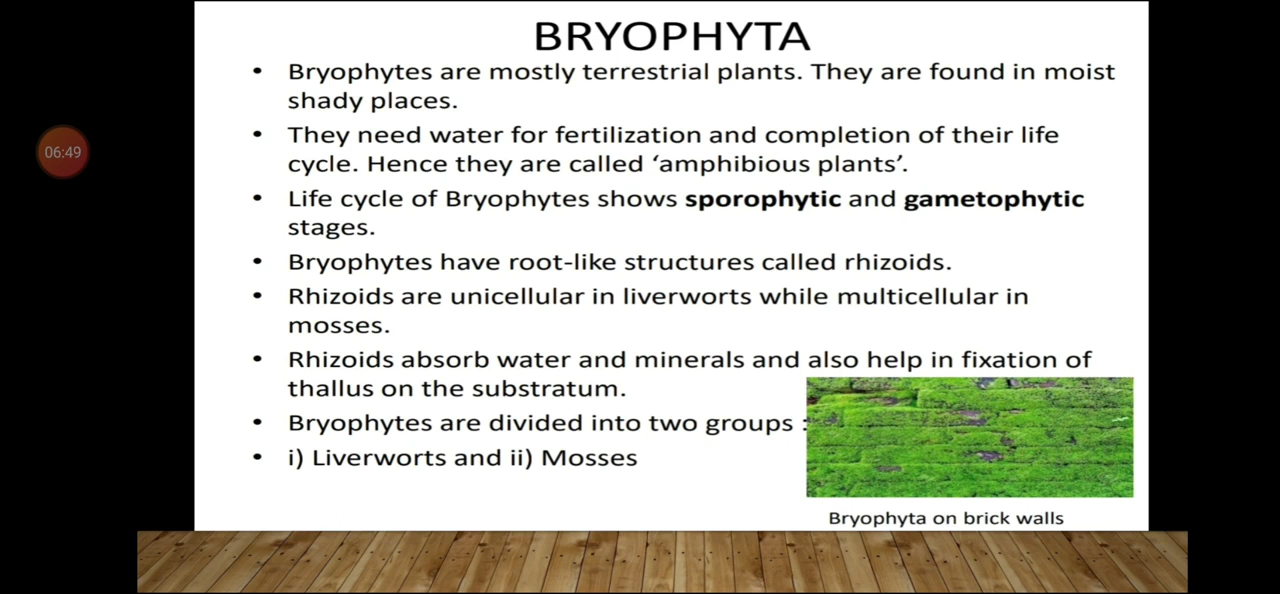 BRYOPHYTA
• Bryophytes are mostly terrestrial plants. They are found in moist
shady places.
06:49
• They need water for fertilization and completion of their life
cycle. Hence they are called ‘amphibious plants’.
• Life cycle of Bryophytes shows sporophytic and gametophytic
stages.
• Bryophytes have root-like structures called rhizoids.
• Rhizoids are unicellular in liverworts while multicellular in
mosses.
• Rhizoids absorb water and minerals and also help in fixation of
thallus on the substratum.
• Bryophytes are divided into two groups :
• i) Liverworts and ii) Mosses
Bryophyta on brick walls